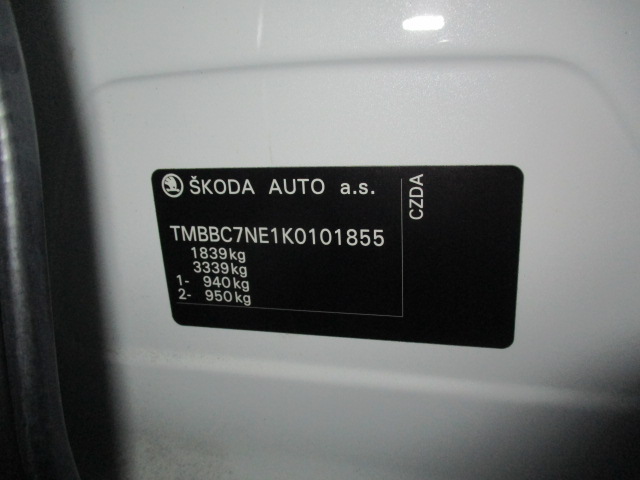 ŠKODA AUTO a.s.
CZDA
TMBBC7NE1K0101855
1839kg
3339kg
1- 940kg
2- 950kg